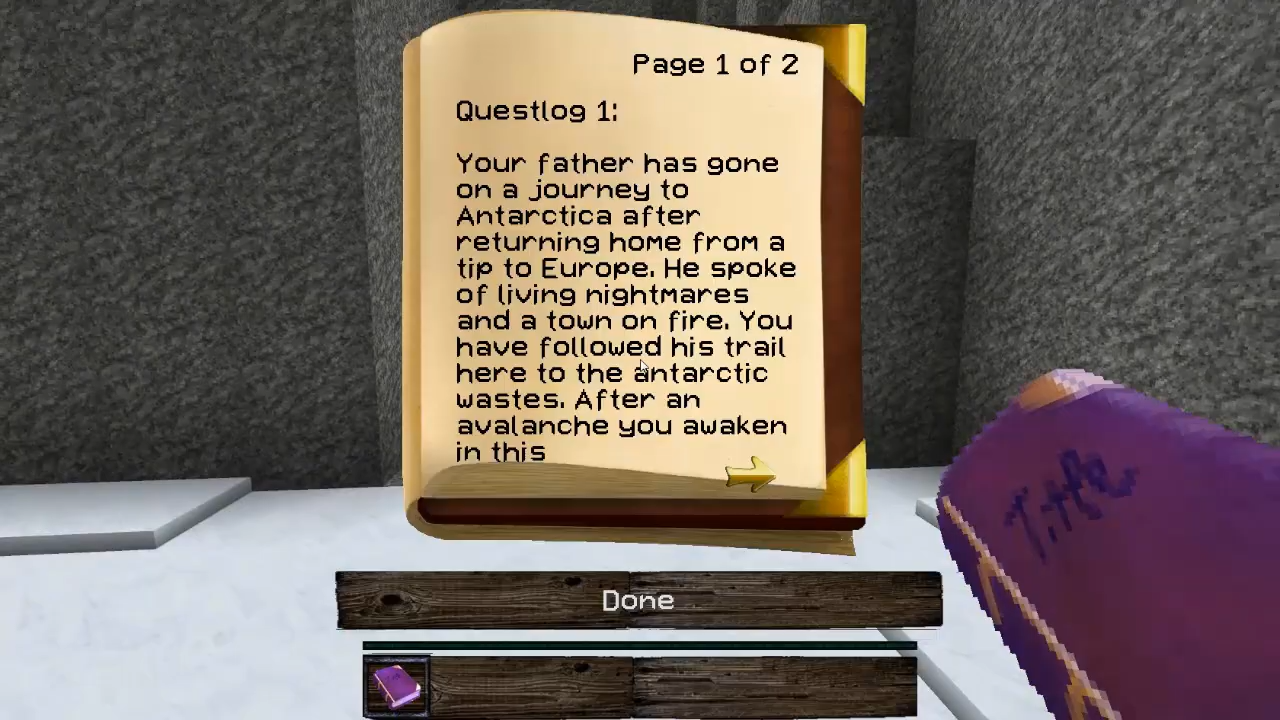 Page 1 of 2
Questlog 1:
Your father has gone
on a journey to
Antarctica after
returning home from a
tip to Europe. He spoke
of living nightmares
and a town on fire. You
have followed his trail
here to the antarctic
wastes. After an
avalanche you awaken
in this
Title
Done